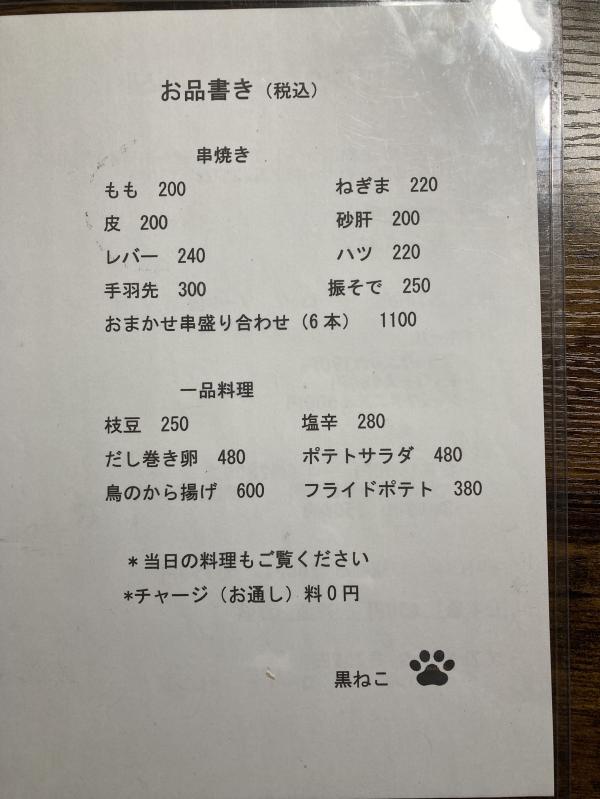 お品書き（税込）
串焼き
もも 200 ねぎま 220
皮 200 砂肝 200
レバー 240 ハツ 220
手羽先 300 振そで 250
おまかせ串盛り合わせ（6本） 1100
一品料理
枝豆 250 塩辛 280
だし巻き卵 480 ポテトサラダ 480
鳥のから揚げ 600 フライドポテト 380
＊当日の料理もご覧ください
*チャージ（お通し）料０円
黒ねこ